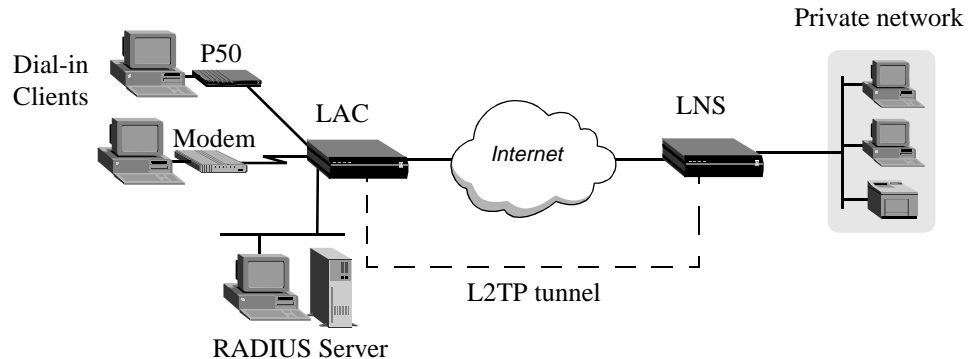 Private network
P50
Dial-in
Clients
LAC
LNS
Modem
Internet
L2TP tunnel
RADIUS Server